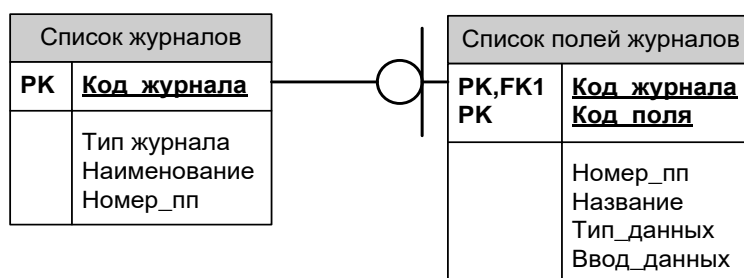 Список журналов
PK Код_журнала
Тип журнала
Наименование
Номер_пп
Список полей журналов
PK,FK1 Код_журнала
PK Код_поля
Номер_пп
Название
Тип_данных
Ввод_данных